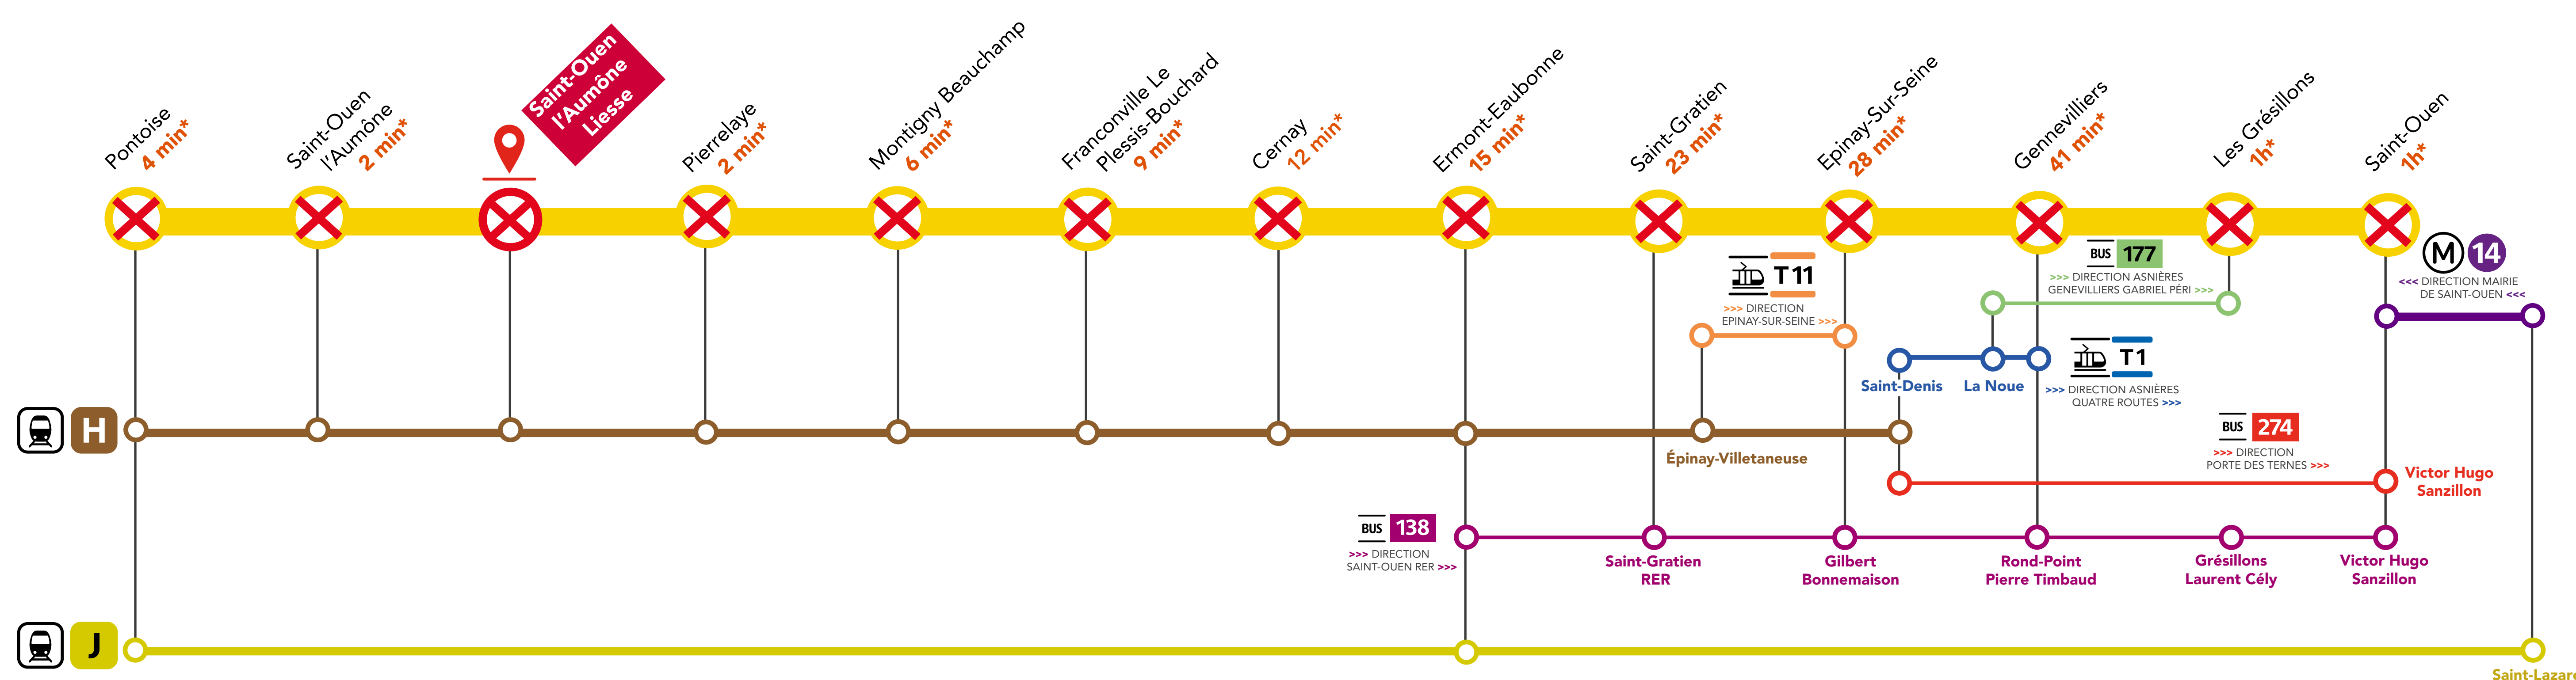 Pontoise
4 min*
Saint-Ouen
l'Aumône
2 min*
Saint-Ouen
l'Aumône
Liesse
Pierrelaye
2 min*
Montigny Beauchamp
6 min*
Franconville Le
Plessis-Bouchard
9 min*
Cernay
12 min*
Ermont-Eaubonne
15 min*
Saint-Gratien
23 min*
Epinay-Sur-Seine
28 min*
Gennevilliers
41 min*
Les Grésillons
1h*
Saint-Ouen
1h*
M 14
<<< DIRECTION MAIRIE
DE SAINT-OUEN <<<
BUS 177
>>> DIRECTION ASNIÈRES
GENEVILLIERS GABRIEL PÉRI >>>
T11
>>> DIRECTION
EPINAY-SUR-SEINE >>>
T1
>>> DIRECTION ASNIÈRES
QUATRE ROUTES >>>
Saint-Denis
La Noue
H
Épinay-Villetaneuse
BUS 274
>>> DIRECTION
PORTE DES TERNES >>>
Victor Hugo
Sanzillon
BUS 138
>>> DIRECTION
SAINT-OUEN RER >>>
Saint-Gratien
RER
Gilbert
Bonnemaison
Rond-Point
Pierre Timbaud
Grésillons
Laurent Cély
Victor Hugo
Sanzillon
J
Saint-Lazare